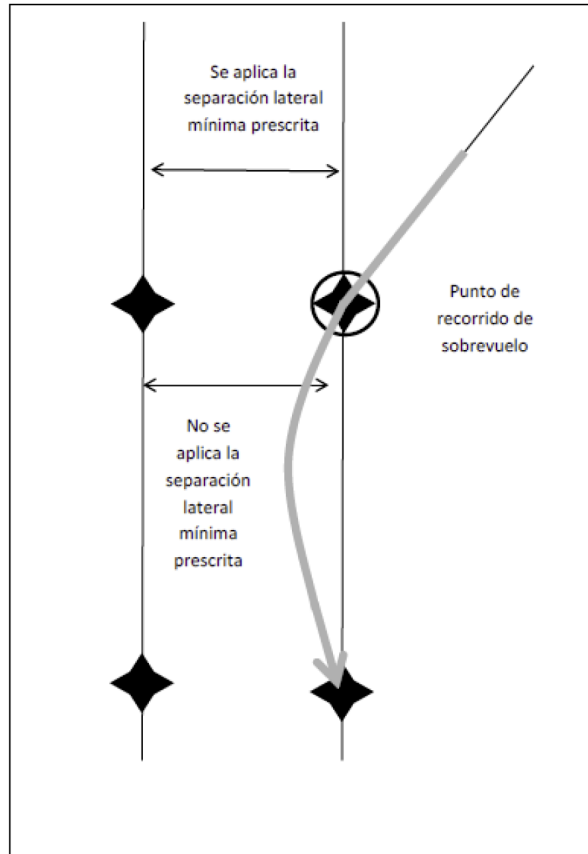 Se aplica la
separación lateral
mínima prescrita
Punto de
recorrido de
sobrevuelo
No se
aplica la
separación
lateral
mínima
prescrita